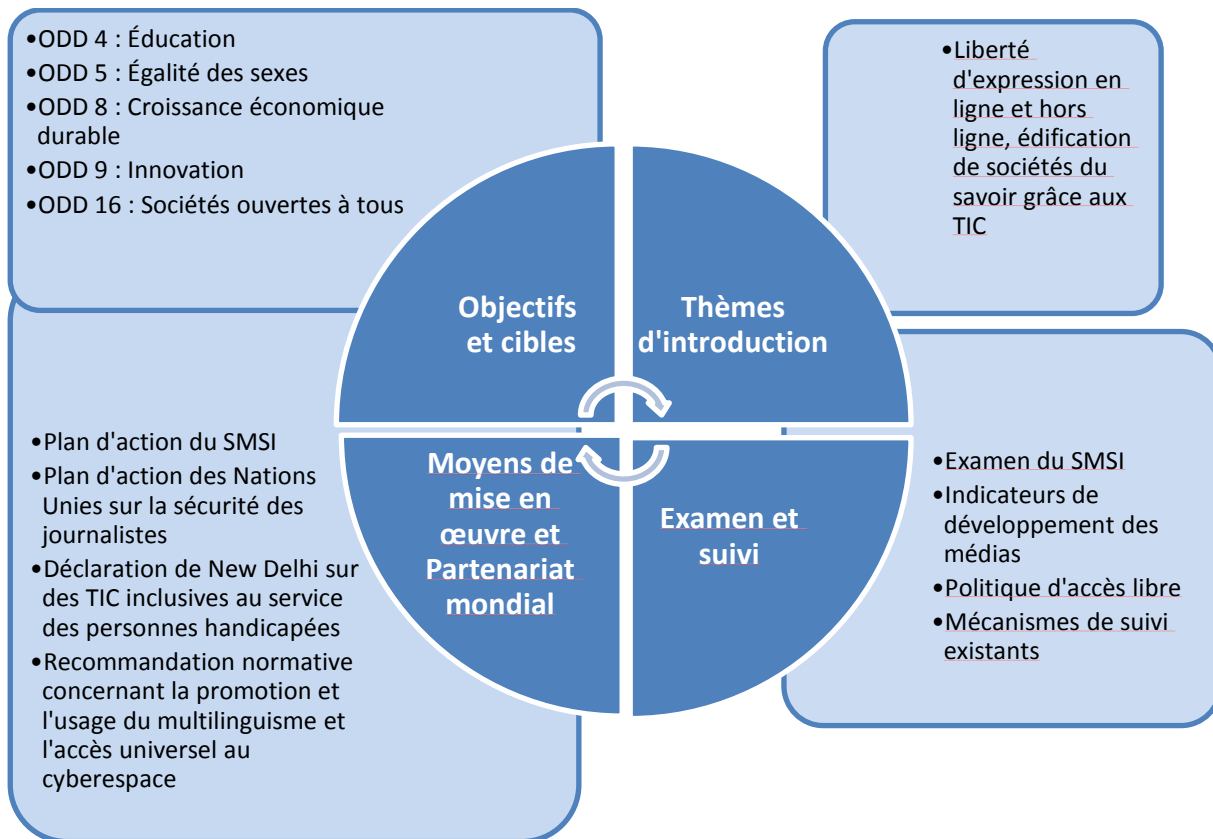 •ODD 4 : Éducation
•ODD 5 : Égalité des sexes
•ODD 8 : Croissance économique
durable
•ODD 9 : Innovation
•ODD 16 : Sociétés ouvertes à tous
•Liberté
d'expression en
ligne et hors
ligne, édification
de sociétés du
savoir grâce aux
TIC
Objectifs
et cibles
Thèmes
d'introduction
Moyens de
mise en
œuvre et
Partenariat
mondial
Examen et
suivi
•Plan d'action du SMSI
•Plan d'action des Nations
Unies sur la sécurité des
journalistes
•Déclaration de New Delhi sur
des TIC inclusives au service
des personnes handicapées
•Recommandation normative
concernant la promotion et
l'usage du multilinguisme et
l'accès universel au
cyberespace
•Examen du SMSI
•Indicateurs de
développement des
médias
•Politique d'accès libre
•Mécanismes de suivi
existants